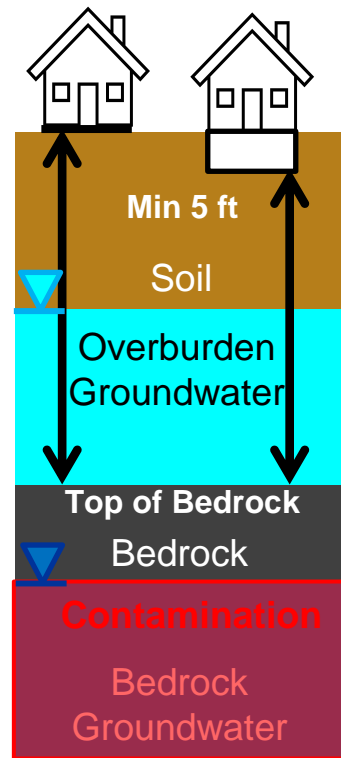 Min 5 ft
Soil
Overburden
Groundwater
Top of Bedrock
Bedrock
Contamination
Bedrock
Groundwater